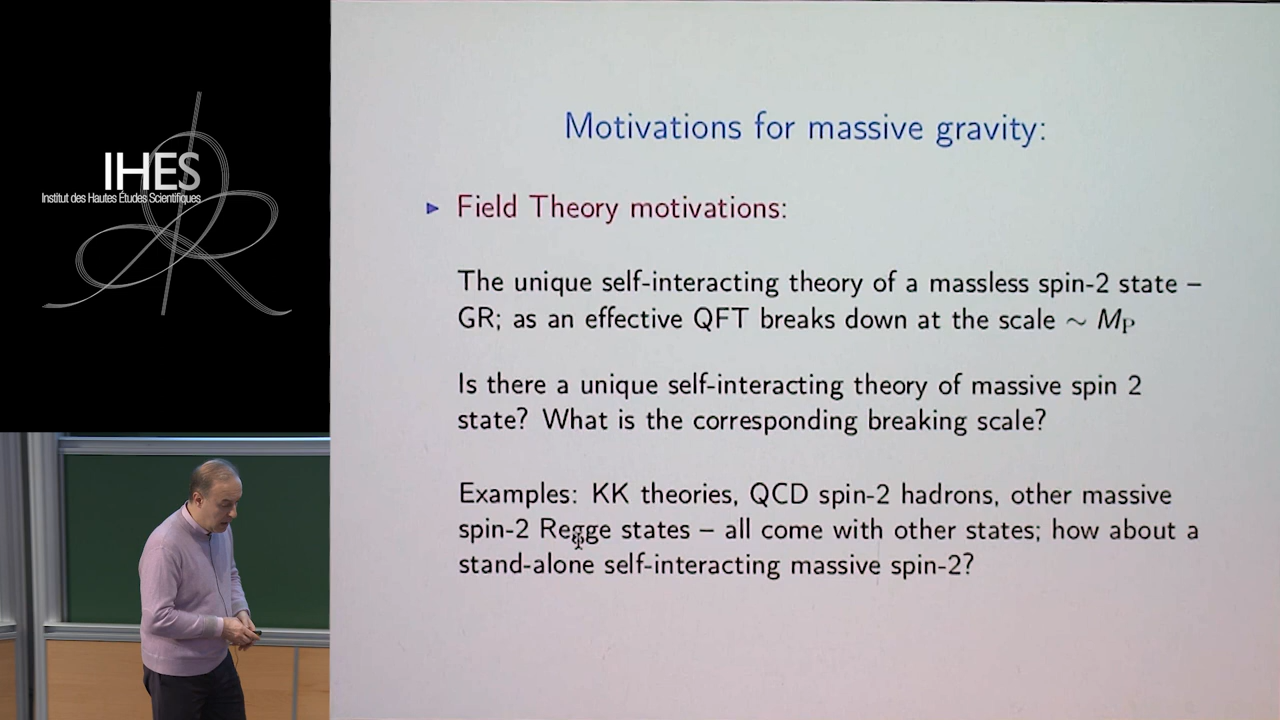 IHES
Institut des Hautes Études Scientifiques
Motivations for massive gravity:
Field Theory motivations:
The unique self-interacting theory of a massless spin-2 state –
GR; as an effective QFT breaks down at the scale ∼ MP
Is there a unique self-interacting theory of massive spin 2
state? What is the corresponding breaking scale?
Examples: KK theories, QCD spin-2 hadrons, other massive
spin-2 Regge states – all come with other states; how about a
stand-alone self-interacting massive spin-2?